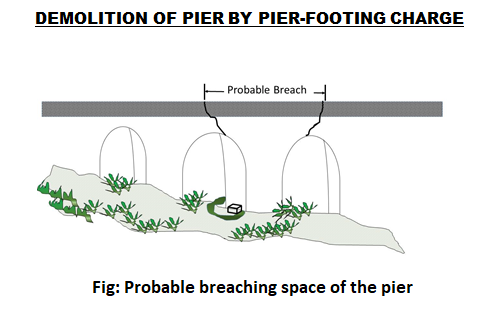 DEMOLITION OF PIER BY PIER-FOOTING CHARGE
Probable Breach
Fig: Probable breaching space of the pier